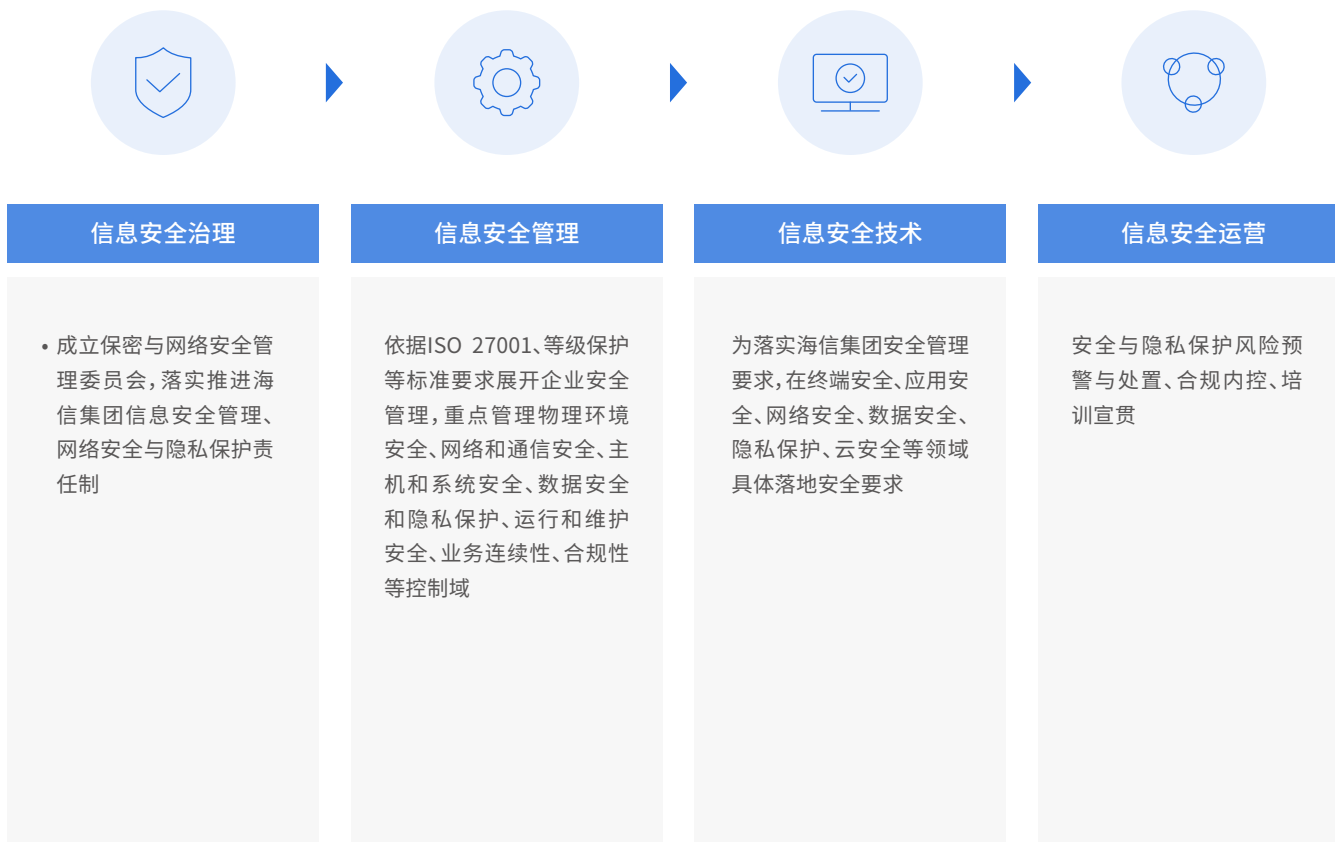 信息安全治理
信息安全管理
信息安全技术
信息安全运营
• 成立保密与网络安全管
理委员会，落实推进海
信集团信息安全管理、
网络安全与隐私保护责
任制
依据ISO 27001、等级保护
等标准要求展开企业安全
管理，重点管理物理环境
安全、网络和通信安全、主
机和系统安全、数据安全
和隐私保护、运行和维护
安全、业务连续性、合规性
等控制域
为落实海信集团安全管理
要求，在终端安全、应用安
全、网络安全、数据安全、
隐私保护、云安全等领域
具体落地安全要求
安全与隐私保护风险预
警与处置、合规内控、培
训宣贯